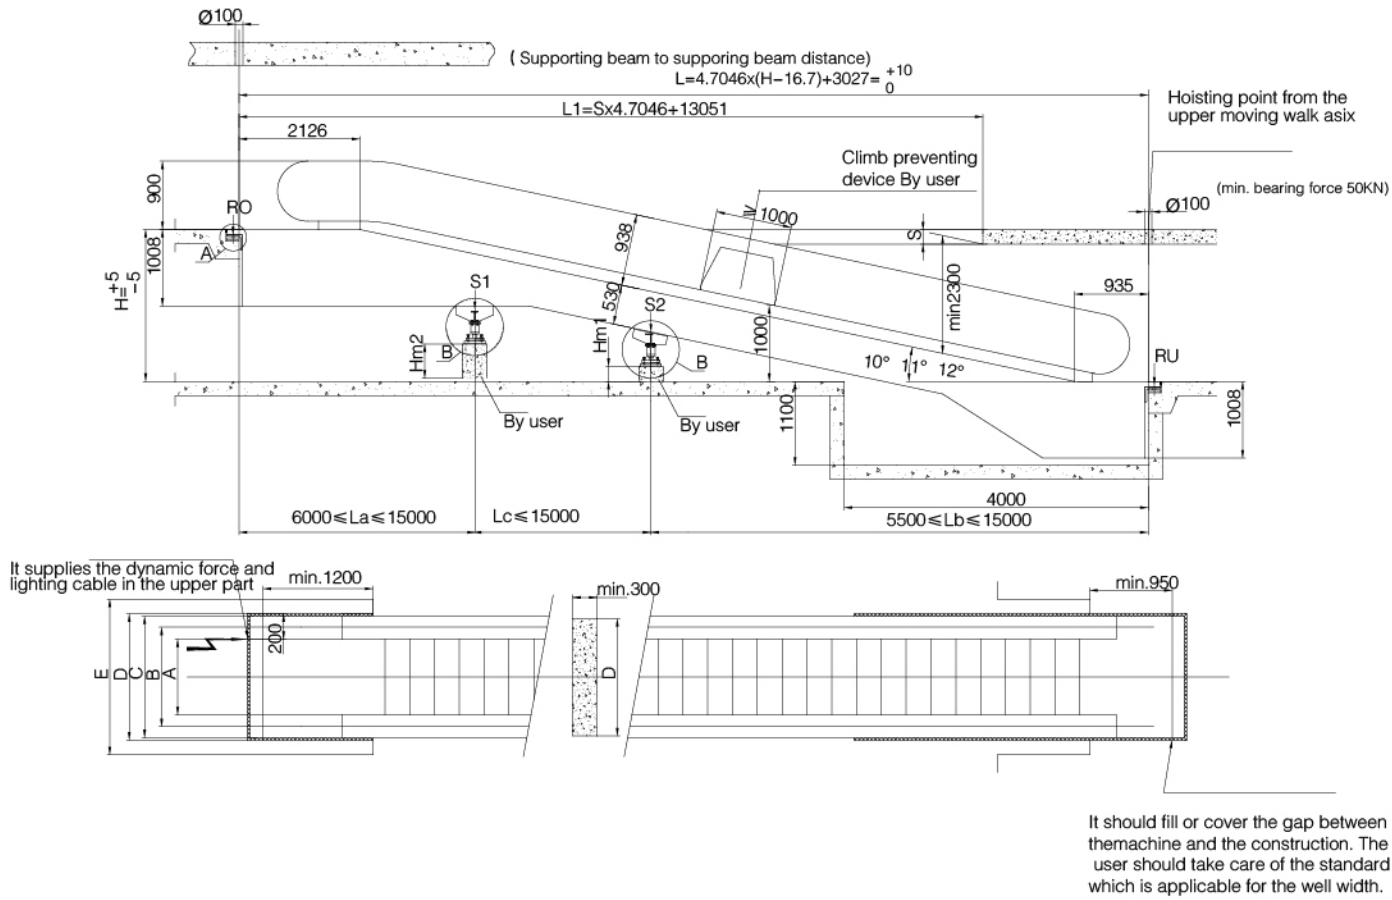 Ø100
( Supporting beam to supporing beam distance)
L=4.7046x(H-16.7)+3027= +10 0
L1=Sx4.7046+13051
Hoisting point from the
upper moving walk asix
2126
Climb preventing
device By user
(min. bearing force 50KN)
900
RO
1000
Ø100
A
1008
938
S
H=+5 -5
S1
530
S2
min2300
935
Hm2
B
Hm1
1000
B
10° 11° 12°
RU
1100
1008
By user
By user
4000
6000≤La≤15000
Lc≤15000
5500≤Lb≤15000
It supplies the dynamic force and
lighting cable in the upper part
min.1200
min.300
min.950
200
E
D
C
B
A
D
It should fill or cover the gap between
themachine and the construction. The
user should take care of the standard
which is applicable for the well width.